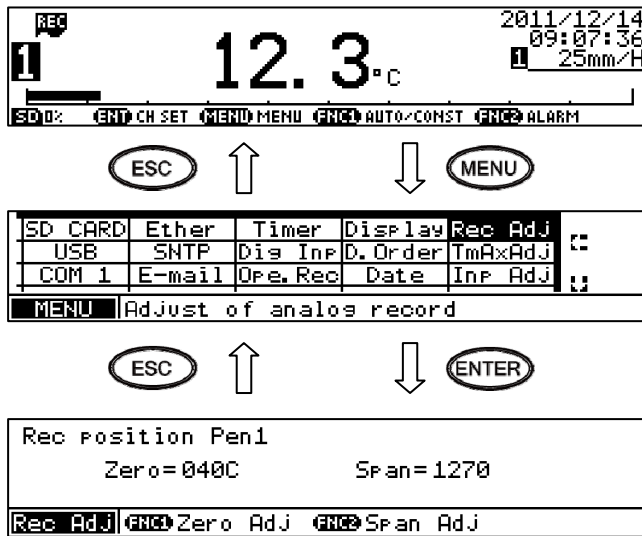 REC
2011/12/14
09:07:36
1 12.3°C 1 25mm/H
SD 0% ENT CH SET MENU MENU FNC1 AUTO/CONST FNC2 ALARM
ESC MENU
SD CARD Ether Timer Display Rec Adj
USB SNTP Dig Inp D.Order TmAxAdj
COM 1 E-mail Ope.Rec Date Inp Adj
MENU Adjust of analog record
ESC ENTER
Rec position Pen1
Zero=040C Span=1270
Rec Adj FNC1 Zero Adj FNC2 Span Adj